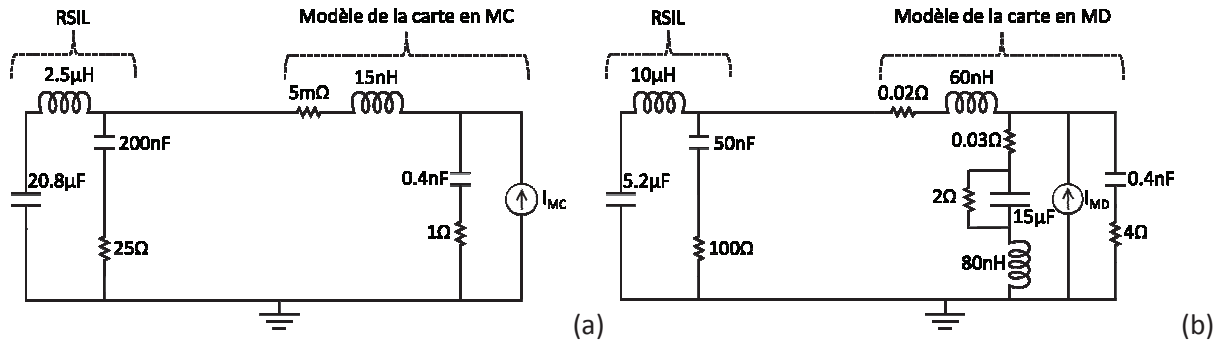 RSIL
Modèle de la carte en MC
2.5µH
5mΩ
15nH
200nF
20.8µF
0.4nF
I_MC
1Ω
25Ω
(a)
RSIL
Modèle de la carte en MD
10µH
0.02Ω
60nH
50nF
0.03Ω
5.2µF
2Ω
15µF
I_MD
0.4nF
100Ω
4Ω
80nH
(b)